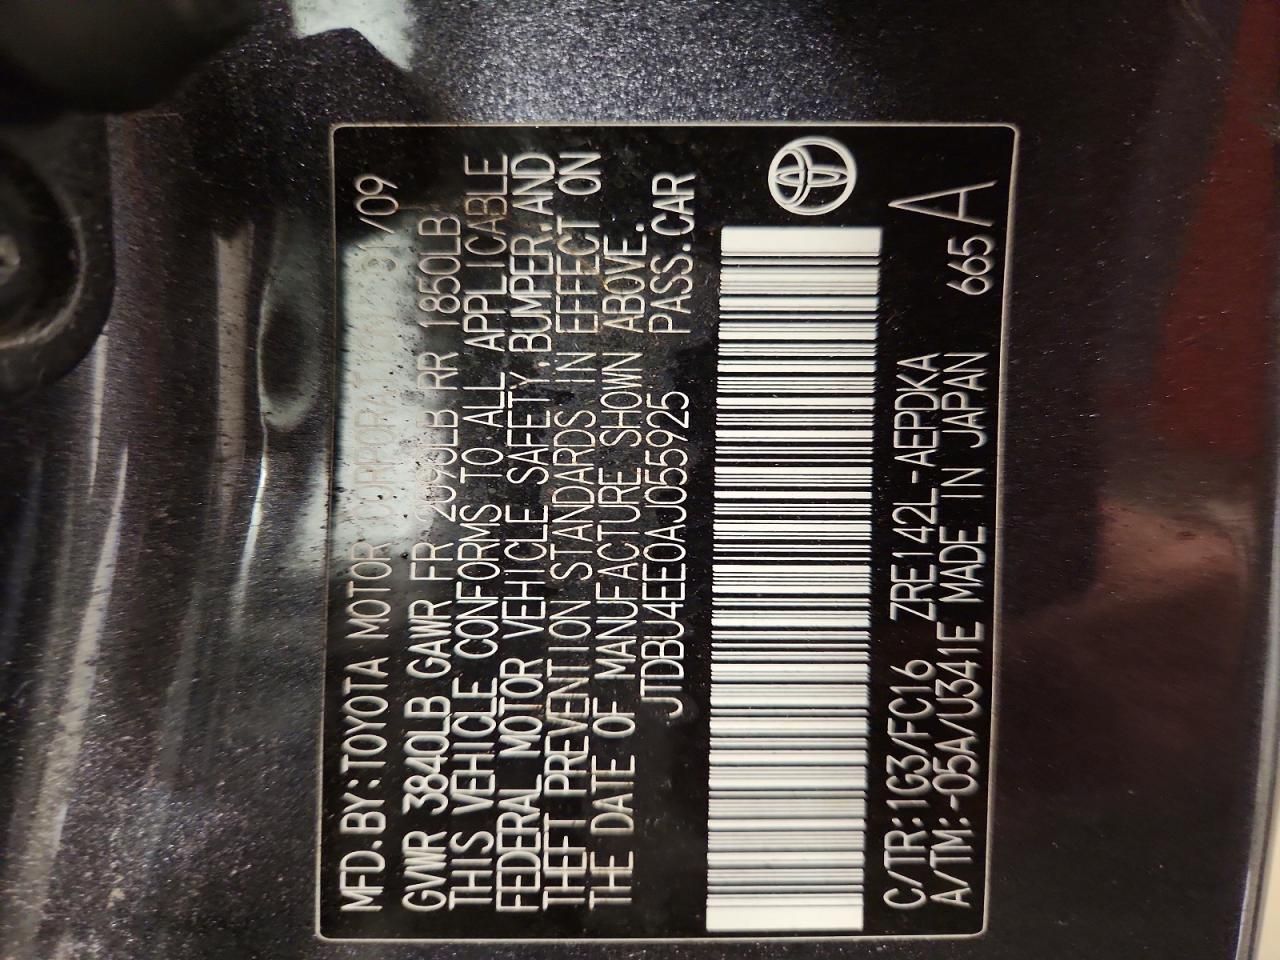 MFD.BY:TOYOTA MOTOR CORPORATION /09
GVWR 3840LB GAWR FR 2095LB RR 1850LB
THIS VEHICLE CONFORMS TO ALL APPLICABLE
FEDERAL MOTOR VEHICLE SAFETY,BUMPER,AND
THEFT PREVENTION STANDARDS IN EFFECT ON
THE DATE OF MANUFACTURE SHOWN ABOVE.
JTDBU4EE0AJ055925 PASS.CAR
C/TR:1G3/FC16 ZRE142L-AEPDKA
A/TM:-05A/U341E MADE IN JAPAN 665 A